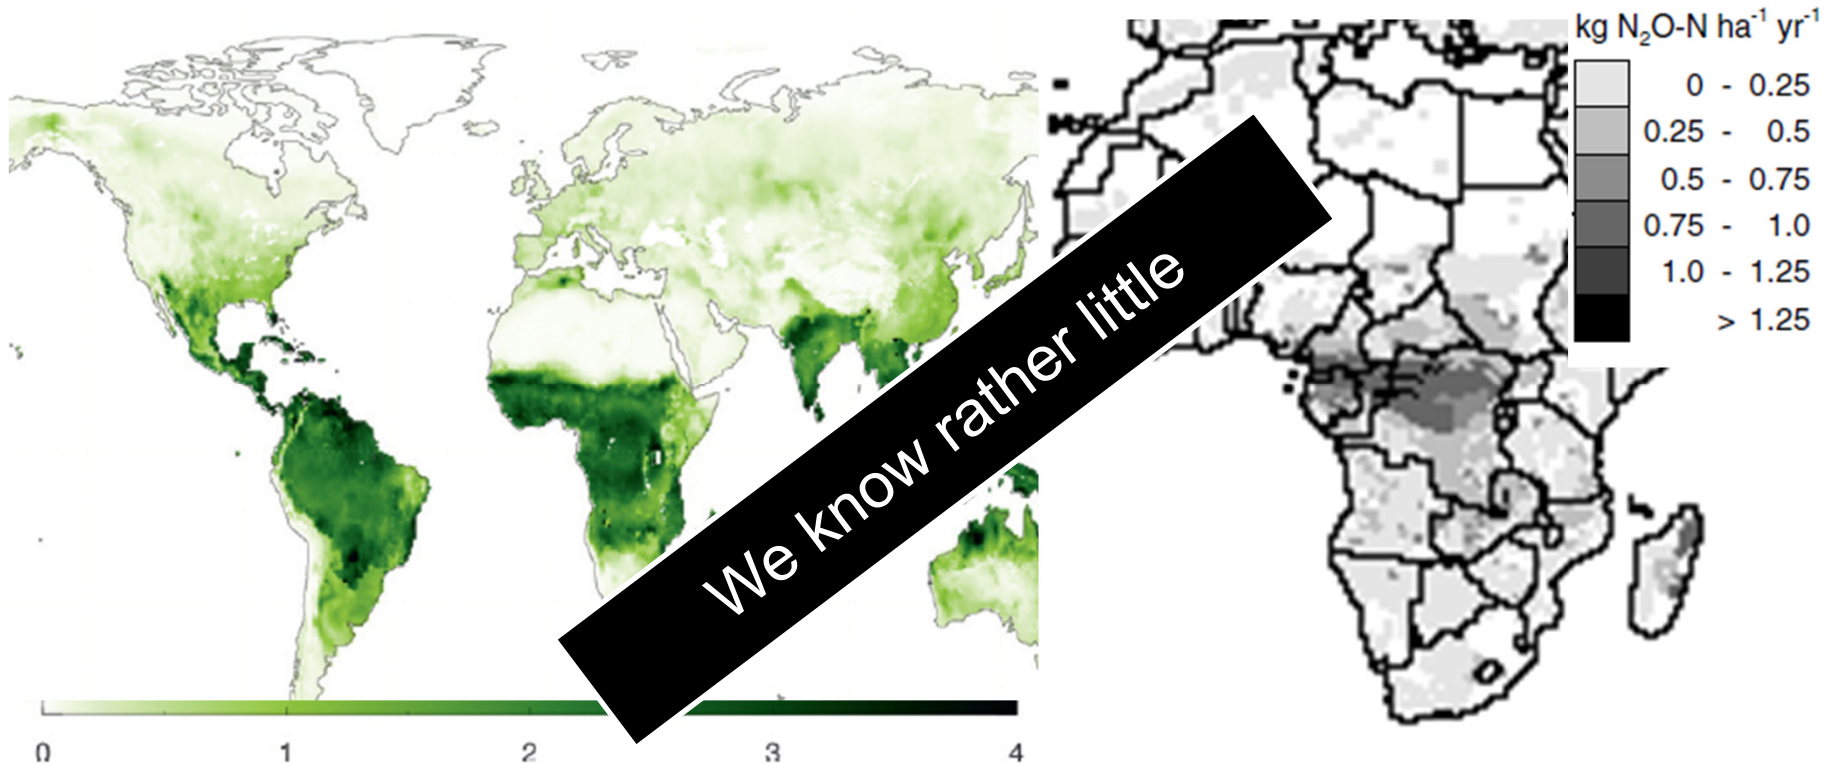 kg N₂O-N ha⁻¹ yr⁻¹
0 - 0.25
0.25 - 0.5
0.5 - 0.75
0.75 - 1.0
1.0 - 1.25
> 1.25
We know rather little
0 1 2 3 4